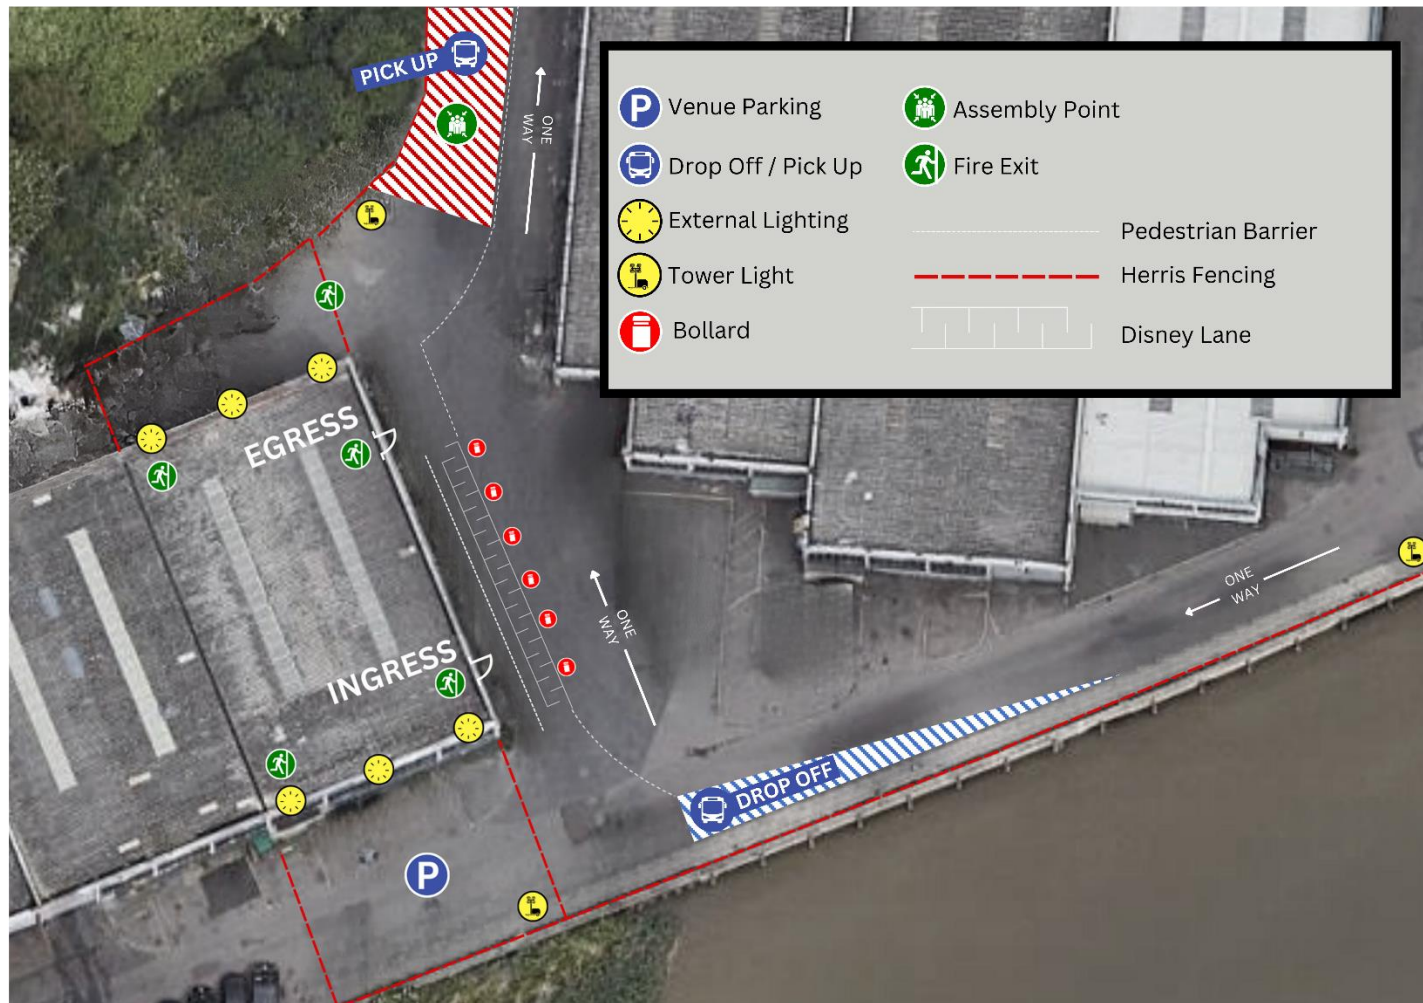 PICK UP
ONE
WAY
P
Venue Parking
Assembly Point
Drop Off / Pick Up
Fire Exit
External Lighting
Pedestrian Barrier
Tower Light
Herris Fencing
Bollard
Disney Lane
EGRESS
INGRESS
ONE
WAY
ONE
WAY
DROP OFF
P